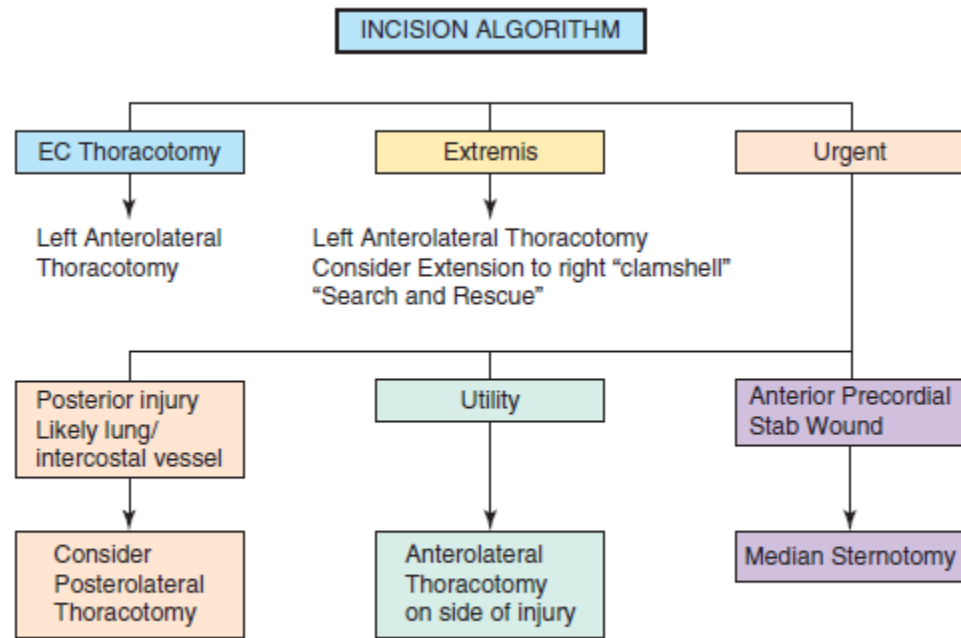 INCISION ALGORITHM
EC Thoracotomy
Extremis
Urgent
Left Anterolateral
Thoracotomy
Left Anterolateral Thoracotomy
Consider Extension to right “clamshell”
“Search and Rescue”
Posterior injury
Likely lung/
intercostal vessel
Utility
Anterior Precordial
Stab Wound
Consider
Posterolateral
Thoracotomy
Anterolateral
Thoracotomy
on side of injury
Median Sternotomy